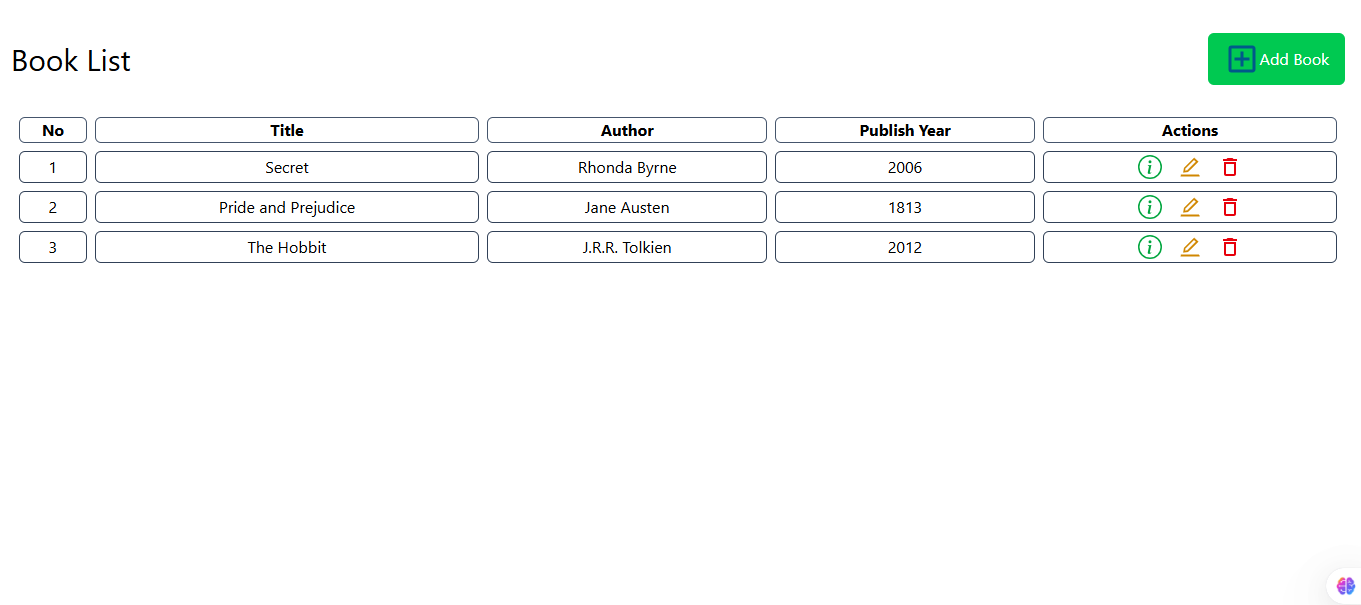 Book List
Add Book
No Title Author Publish Year Actions
1 Secret Rhonda Byrne 2006
2 Pride and Prejudice Jane Austen 1813
3 The Hobbit J.R.R. Tolkien 2012